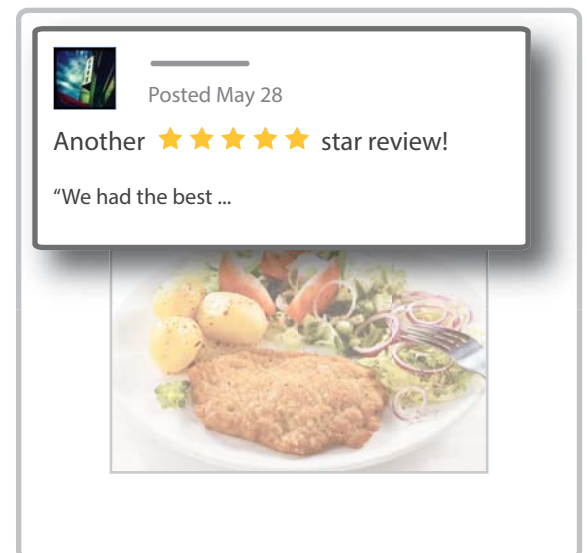 Posted May 28
Another ★★★★★ star review!
“We had the best ...